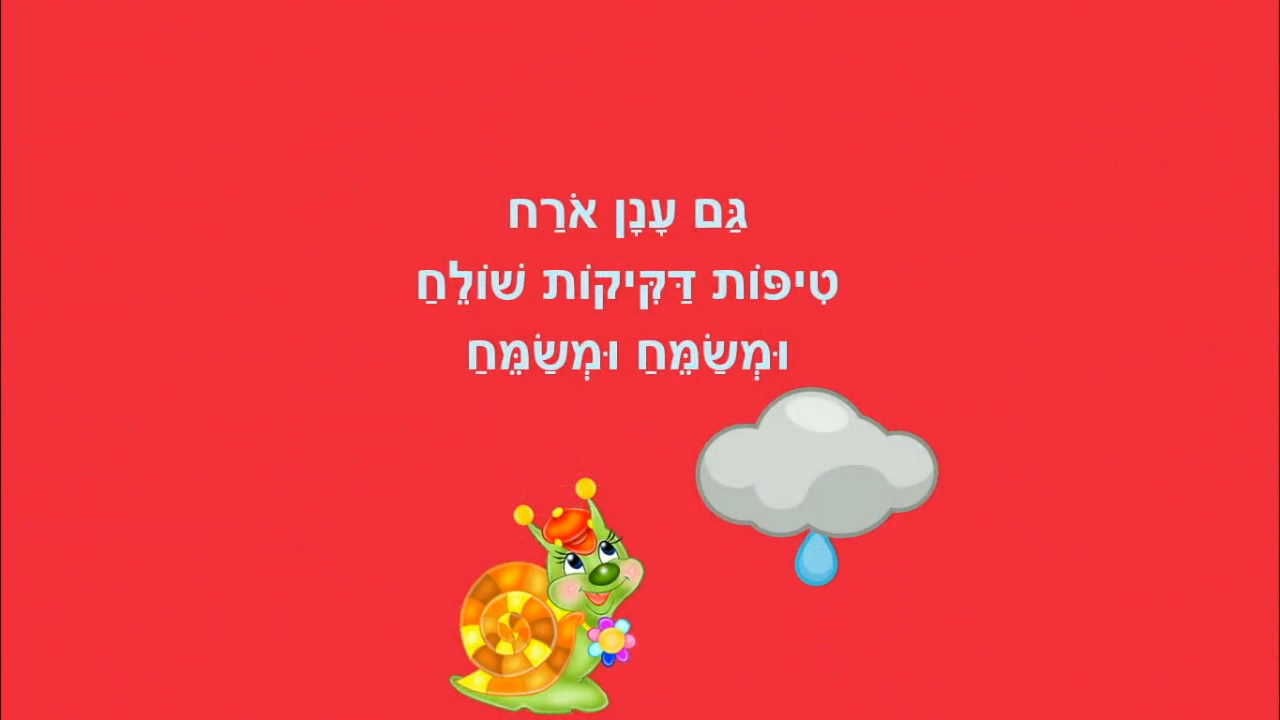 גַּם עָנָן אֹרַח
טִיפּוֹת דַּקִּיקוֹת שׁוֹלֵחַ
וּמְשַׂמֵּחַ וּמְשַׂמֵּחַ